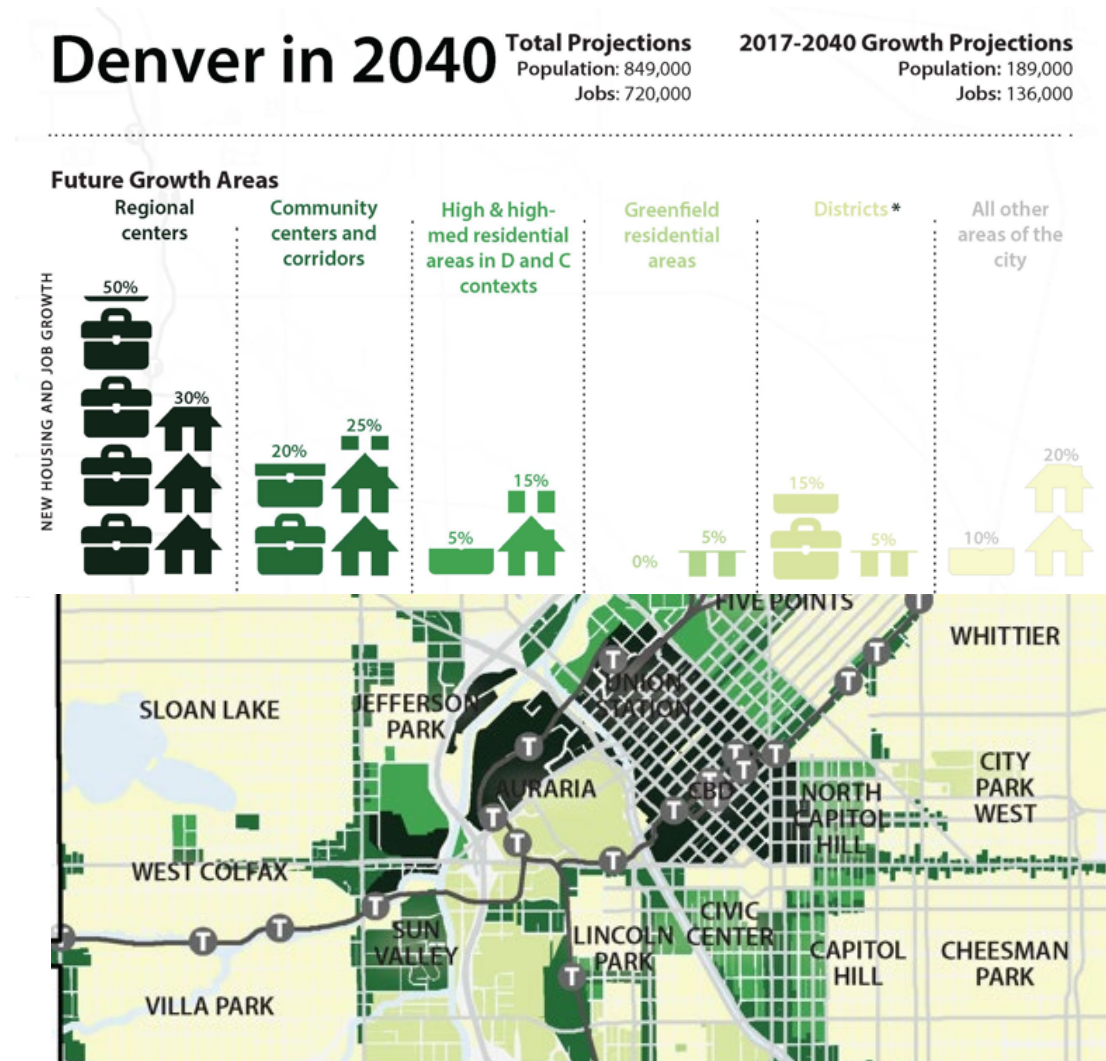 Denver in 2040
Total Projections
Population: 849,000
Jobs: 720,000
2017-2040 Growth Projections
Population: 189,000
Jobs: 136,000
Future Growth Areas
Regional
centers
Community
centers and
corridors
High & high-
med residential
areas in D and C
contexts
Greenfield
residential
areas
Districts *
All other
areas of the
city
NEW HOUSING AND JOB GROWTH
50%
30%
20%
25%
5%
15%
0%
5%
15%
5%
10%
20%
FIVE POINTS
T
WHITTIER
T
T
UNION
STATION
T
SLOAN LAKE
JEFFERSON
PARK
T
T
T
T
T
T
T
CBD
T
AURARIA
CITY
PARK
WEST
NORTH
CAPITOL
HILL
T
T
T
WEST COLFAX
T
SUN
VALLEY
T
T
T
LINCOLN
PARK
CIVIC
CENTER
CAPITOL
HILL
CHEESMAN
PARK
T
VILLA PARK